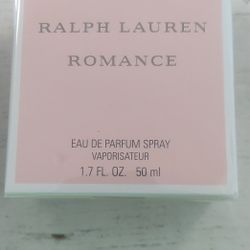 RALPH LAUREN
ROMANCE
EAU DE PARFUM SPRAY
VAPORISATEUR
1.7 FL. OZ. 50 ml